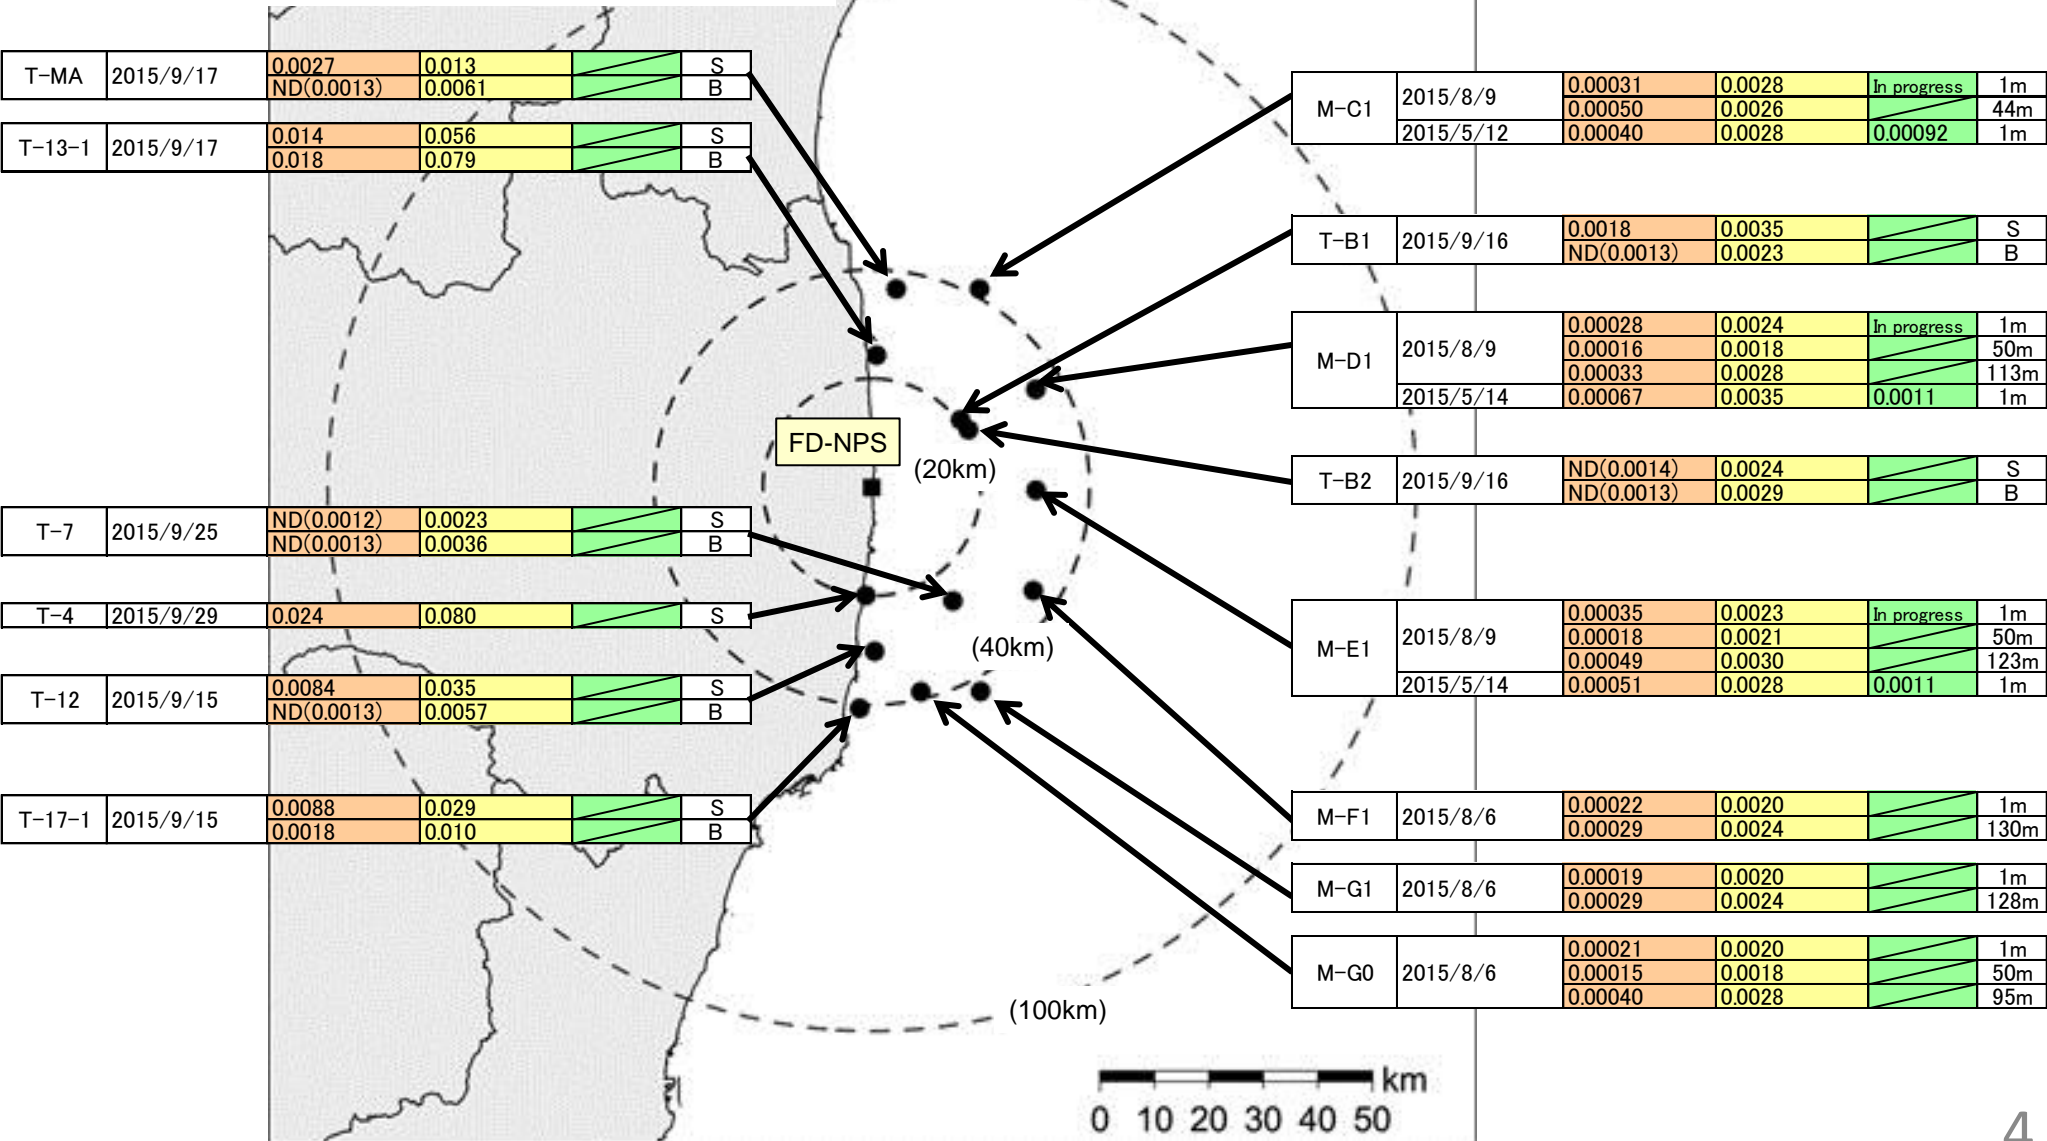 T-MA 2015/9/17 0.0027 0.013 S
ND(0.0013) 0.0061 B
T-13-1 2015/9/17 0.014 0.056 S
0.018 0.079 B
T-7 2015/9/25 ND(0.0012) 0.0023 S
ND(0.0013) 0.0036 B
T-4 2015/9/29 0.024 0.080 S
T-12 2015/9/15 0.0084 0.035 S
ND(0.0013) 0.0057 B
T-17-1 2015/9/15 0.0088 0.029 S
0.0018 0.010 B
FD-NPS
(20km)
(40km)
(100km)
M-C1 2015/8/9 0.00031 0.0028 In progress 1m
0.00050 0.0026 44m
2015/5/12 0.00040 0.0028 0.00092 1m
T-B1 2015/9/16 0.0018 0.0035 S
ND(0.0013) 0.0023 B
M-D1 2015/8/9 0.00028 0.0024 In progress 1m
0.00016 0.0018 50m
0.00033 0.0028 113m
2015/5/14 0.00067 0.0035 0.0011 1m
T-B2 2015/9/16 ND(0.0014) 0.0024 S
ND(0.0013) 0.0029 B
M-E1 2015/8/9 0.00035 0.0023 In progress 1m
0.00018 0.0021 50m
0.00049 0.0030 123m
2015/5/14 0.00051 0.0028 0.0011 1m
M-F1 2015/8/6 0.00022 0.0020 1m
0.00029 0.0024 130m
M-G1 2015/8/6 0.00019 0.0020 1m
0.00029 0.0024 128m
M-G0 2015/8/6 0.00021 0.0020 1m
0.00015 0.0018 50m
0.00040 0.0028 95m
km
0 10 20 30 40 50
4